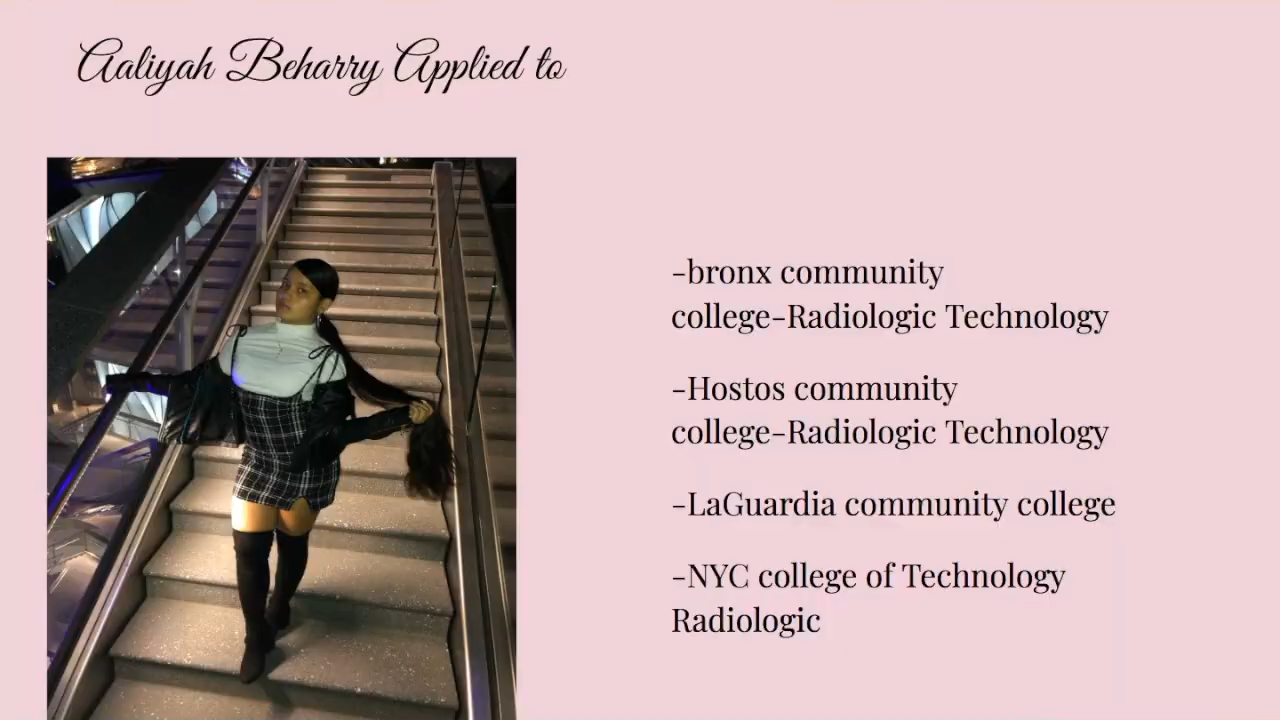 Aaliyah Beharry Applied to
-bronx community
college-Radiologic Technology
-Hostos community
college-Radiologic Technology
-LaGuardia community college
-NYC college of Technology
Radiologic